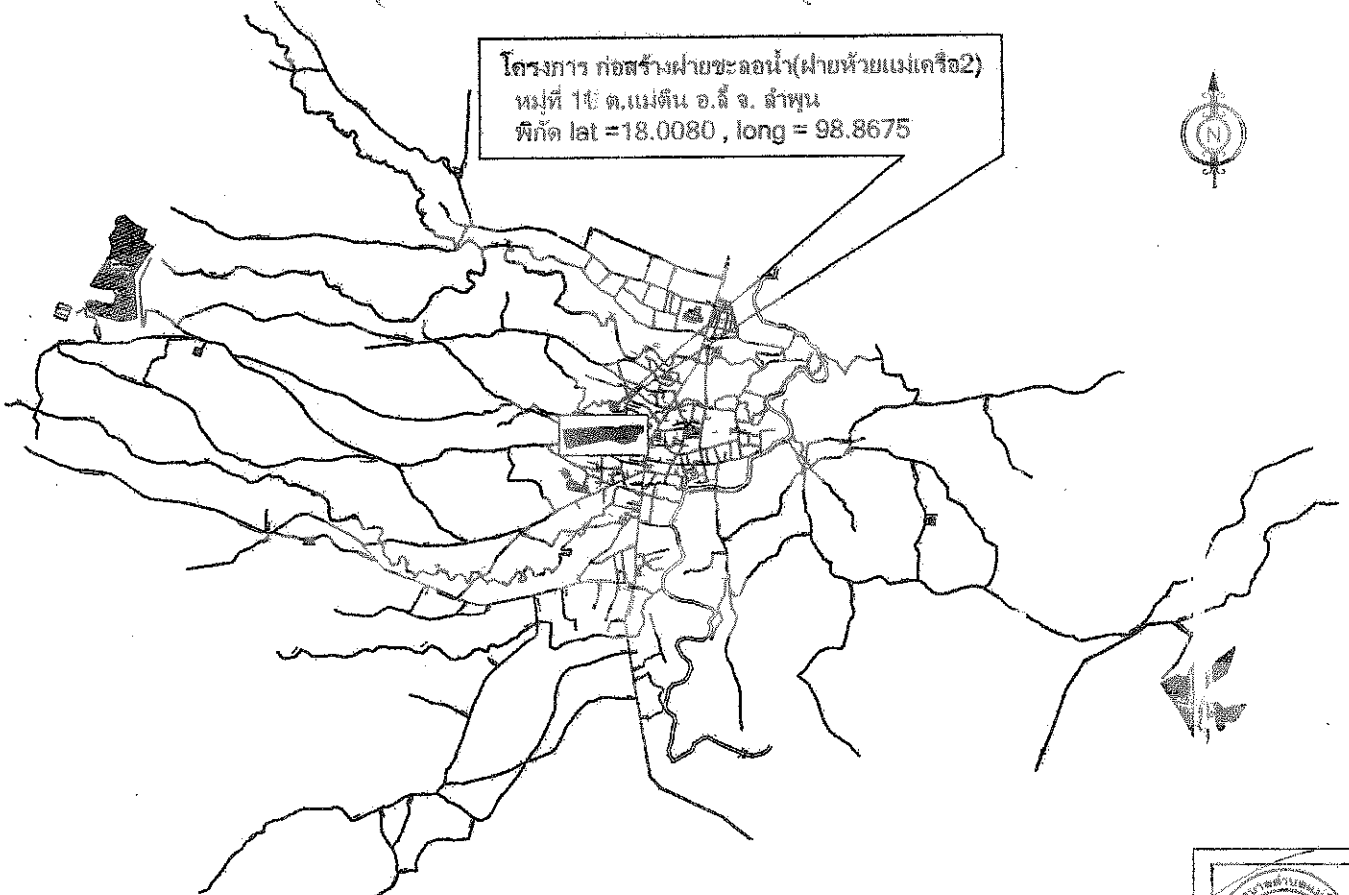 โครงการ ก่อสร้างฝายชะลอน้ำ(ฝายห้วยแม่เครือ2)
หมู่ที่ ต.แม่ตืน อ.ลี้ จ. ลำพูน
พิกัด lat =18.0080 , long = 98.8675
N